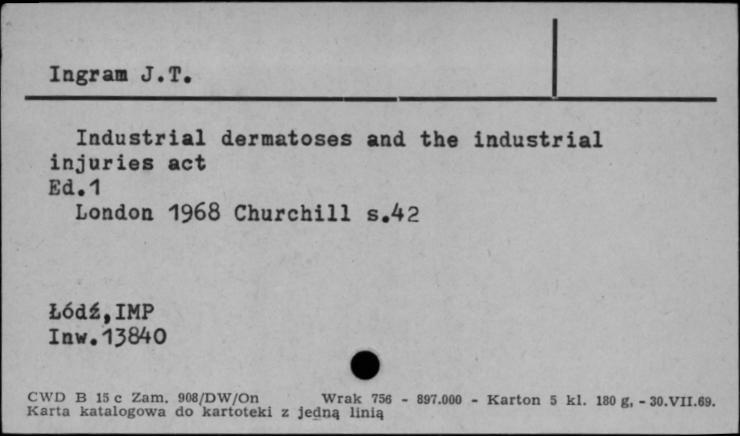 Ingram J.T.
Industrial dermatoses and the industrial
injuries act
Ed.1
London 1968 Churchill s.42
Łódź,IMP
Inw.13840
CWD B 15 c Zam. 908/DW/On Wrak 756 - 897.000 - Karton 5 kl. 180 g, - 30.VII.69.
Karta katalogowa do kartoteki z jedną linią